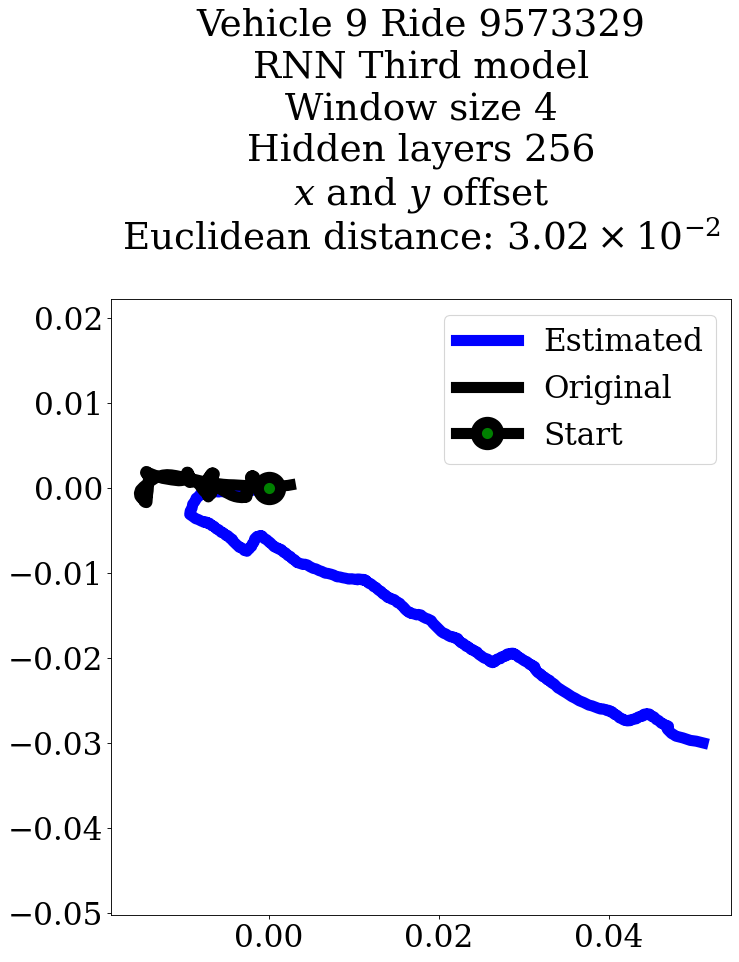 Vehicle 9 Ride 9573329
RNN Third model
Window size 4
Hidden layers 256
x and y offset
Euclidean distance: 3.02 × 10⁻²
Estimated
Original
Start
0.02
0.01
0.00
−0.01
−0.02
−0.03
−0.04
−0.05
0.00 0.02 0.04